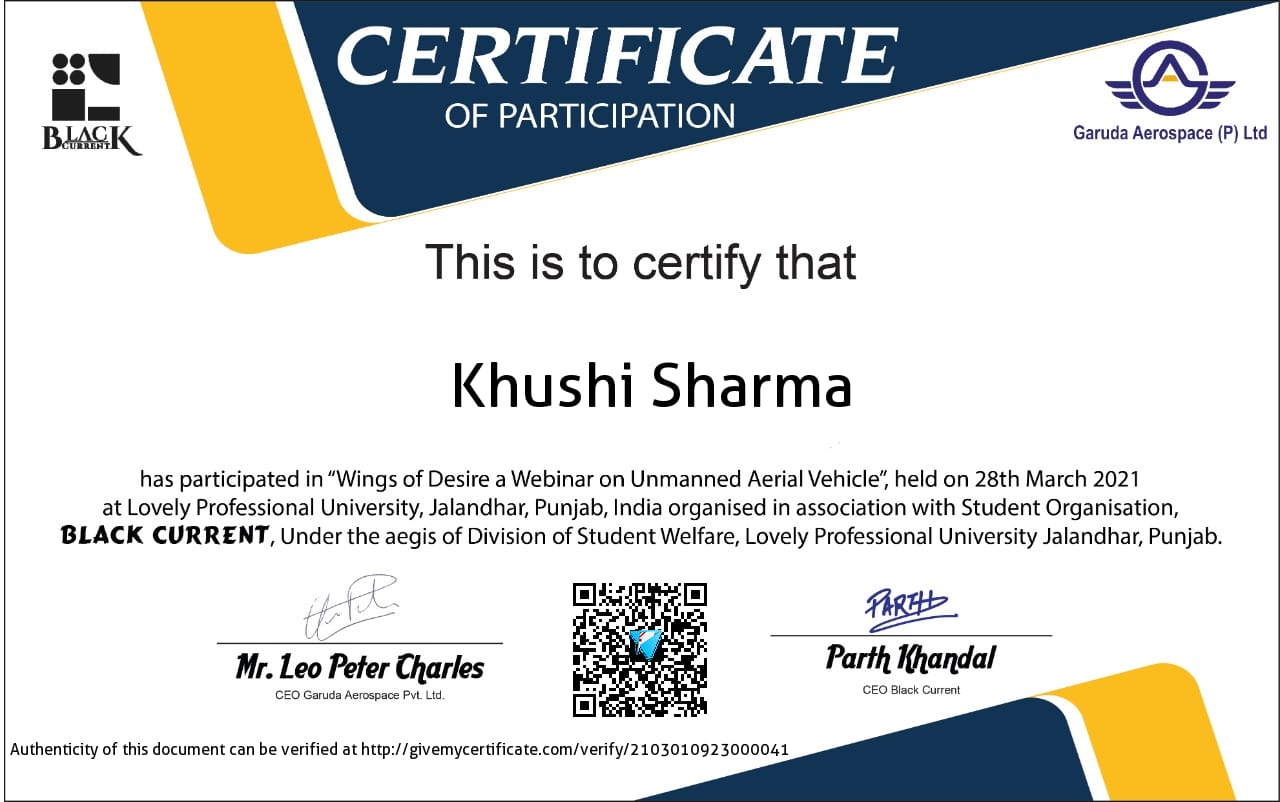 CERTIFICATE
OF PARTICIPATION
BLACK
CURRENT
Garuda Aerospace (P) Ltd
This is to certify that
Khushi Sharma
has participated in “Wings of Desire a Webinar on Unmanned Aerial Vehicle”, held on 28th March 2021
at Lovely Professional University, Jalandhar, Punjab, India organised in association with Student Organisation,
BLACK CURRENT, Under the aegis of Division of Student Welfare, Lovely Professional University Jalandhar, Punjab.
PARTH
Mr. Leo Peter Charles
CEO Garuda Aerospace Pvt. Ltd.
Parth Khandal
CEO Black Current
Authenticity of this document can be verified at http://givemycertificate.com/verify/2103010923000041